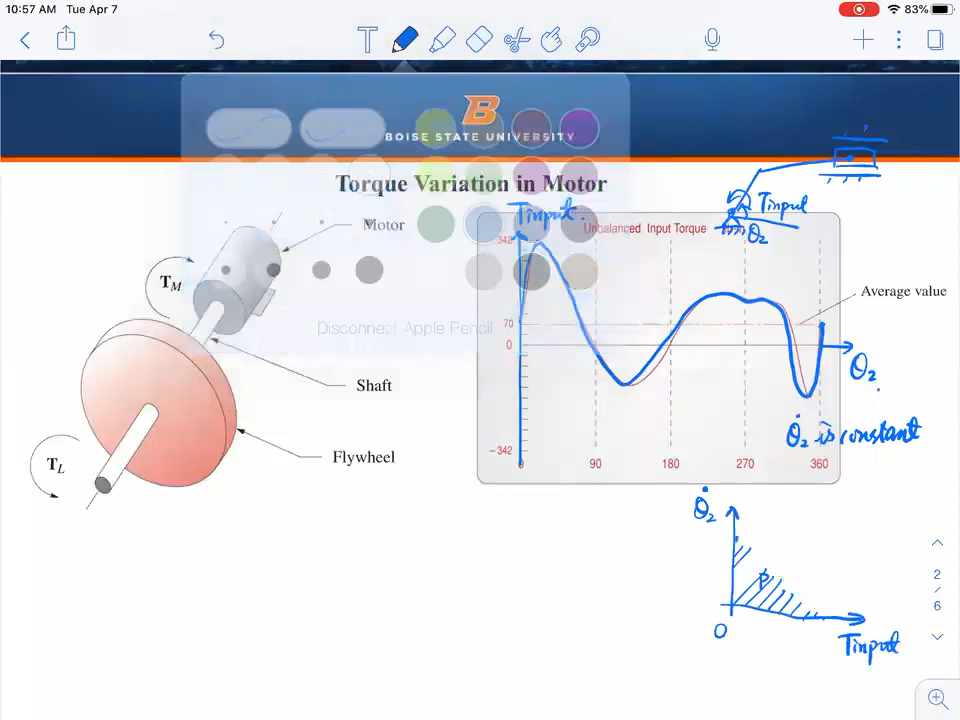 10:57 AM Tue Apr 7
83%
B
BOISE STATE UNIVERSITY
Torque Variation in Motor
Motor
T_M
Shaft
Flywheel
T_L
Disconnect Apple Pencil
Tinput
θ₂
Tinput.
Unbalanced Input Torque
342
70
0
-342
0
90
180
270
360
Average value
θ₂
θ̇₂ is constant
θ̇₂
P
0
Tinput
2
/
6